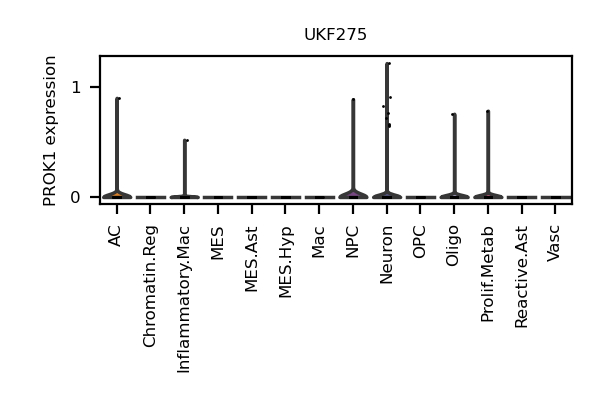 UKF275
PROK1 expression
1
0
AC
Chromatin.Reg
Inflammatory.Mac
MES
MES.Ast
MES.Hyp
Mac
NPC
Neuron
OPC
Oligo
Prolif.Metab
Reactive.Ast
Vasc